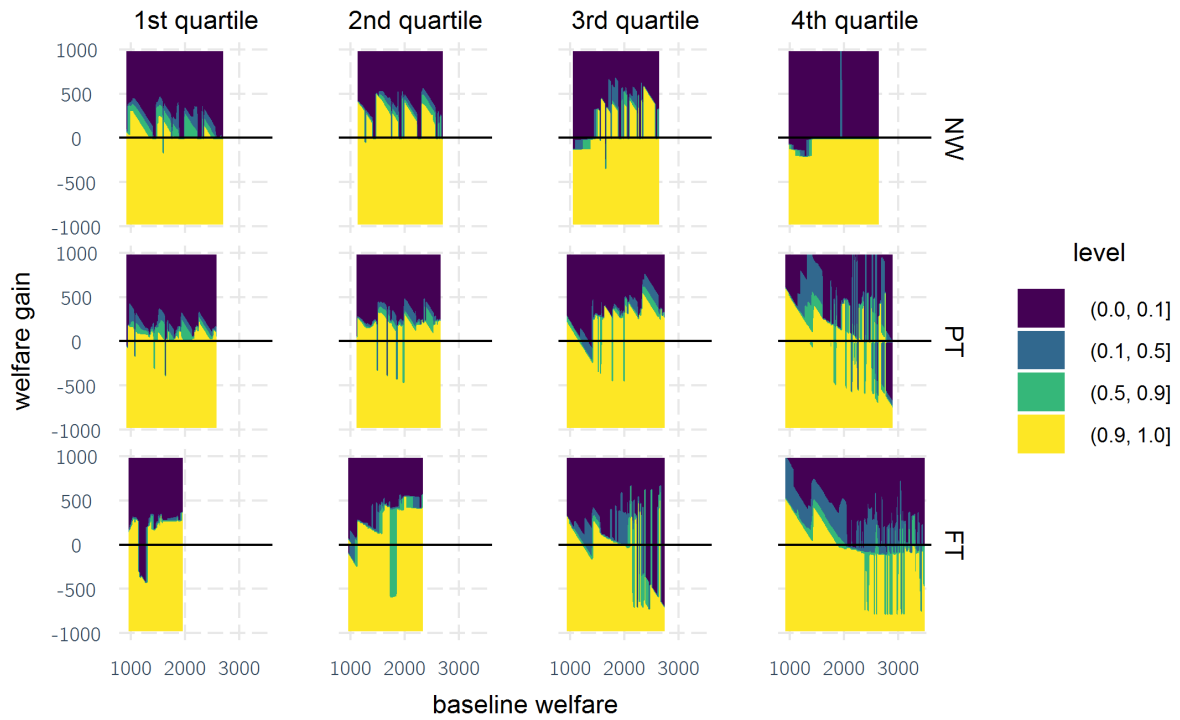 1st quartile 2nd quartile 3rd quartile 4th quartile
1000
500
0
-500
-1000
NW
1000
500
0
-500
-1000
PT
1000
500
0
-500
-1000
FT
welfare gain
1000 2000 3000 1000 2000 3000 1000 2000 3000 1000 2000 3000
baseline welfare
level
(0.0, 0.1]
(0.1, 0.5]
(0.5, 0.9]
(0.9, 1.0]